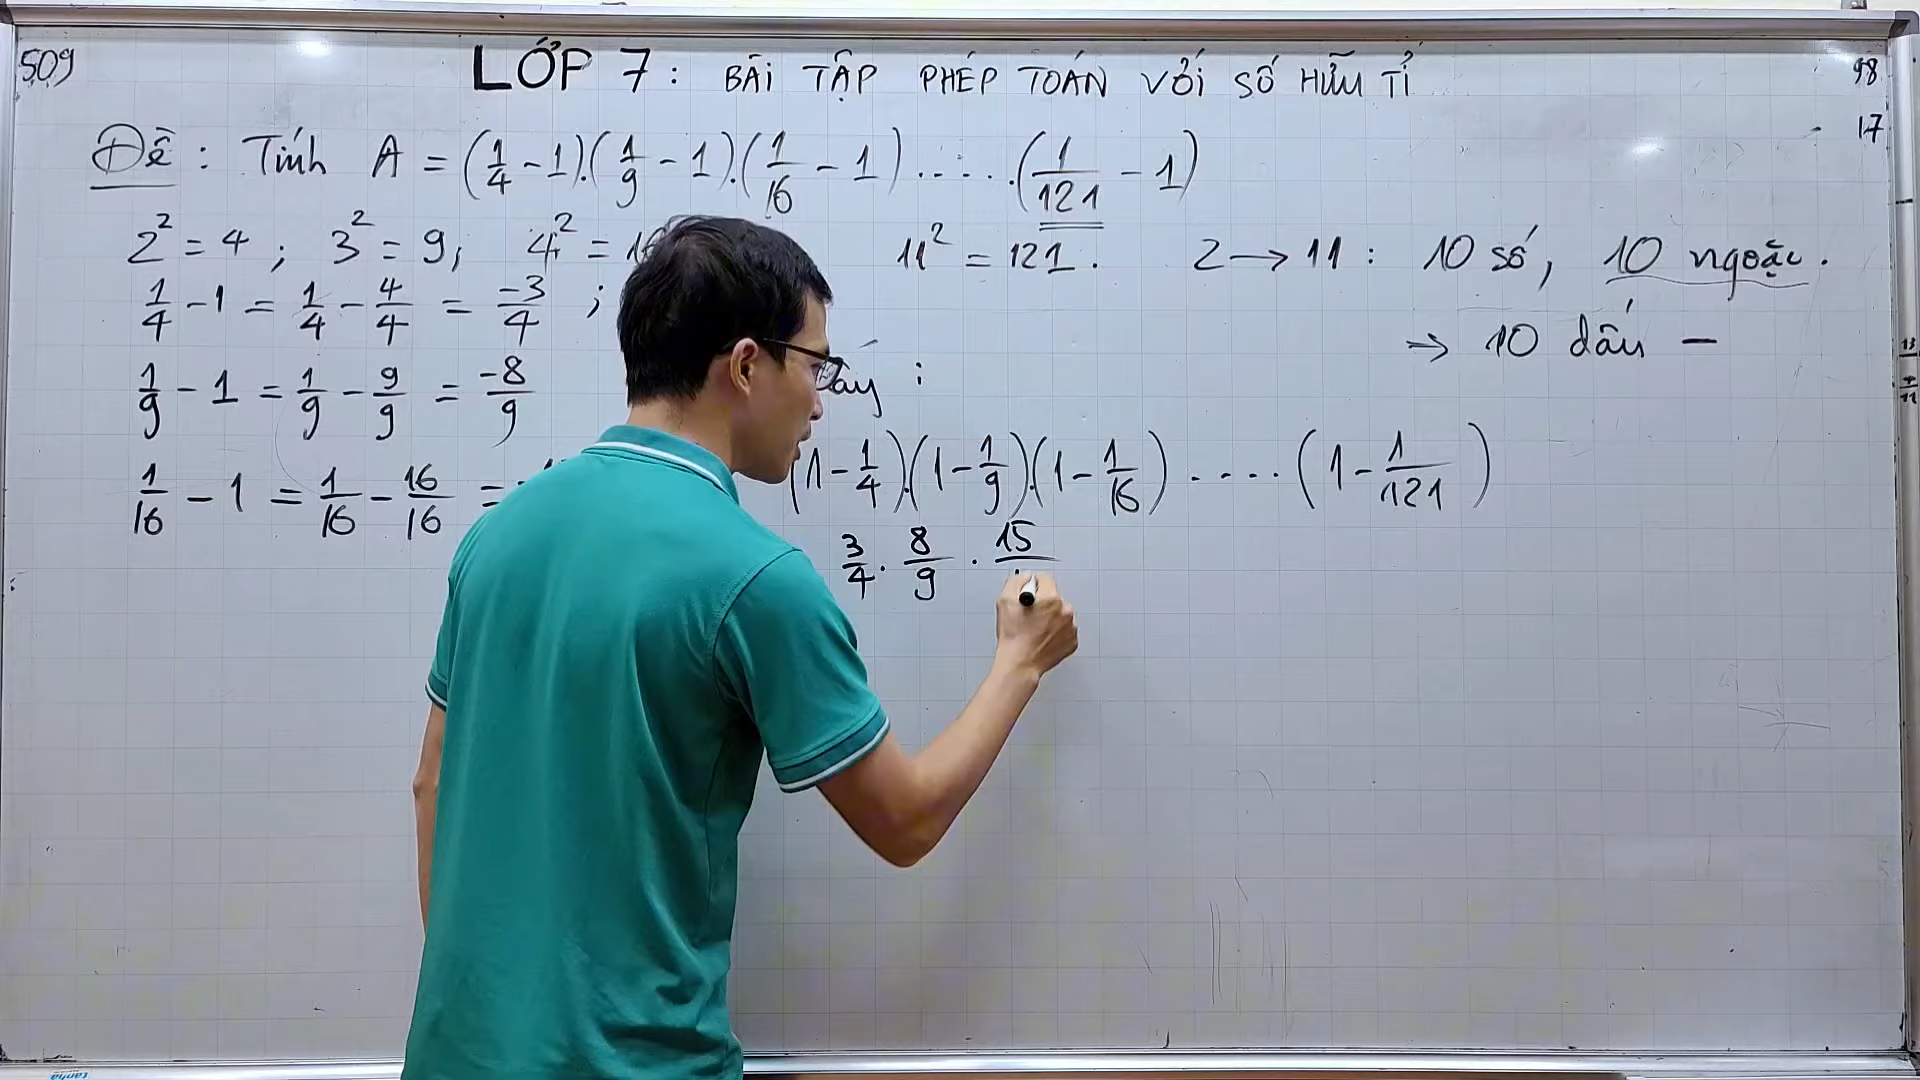 509
LỚP 7: BÀI TẬP PHÉP TOÁN VỚI SỐ HỮU TỈ
98
17
Đề: Tính A = (1/4 - 1).(1/9 - 1).(1/16 - 1) ..... (1/121 - 1)
2² = 4 ; 3² = 9; 4² = 16 11² = 121. 2 → 11 : 10 số, 10 ngoặc.
1/4 - 1 = 1/4 - 4/4 = -3/4 ;
⇒ 10 dấu -
1/9 - 1 = 1/9 - 9/9 = -8/9
:
(1 - 1/4).(1 - 1/9).(1 - 1/16) ..... (1 - 1/121)
1/16 - 1 = 1/16 - 16/16 =
3/4 . 8/9 . 15/